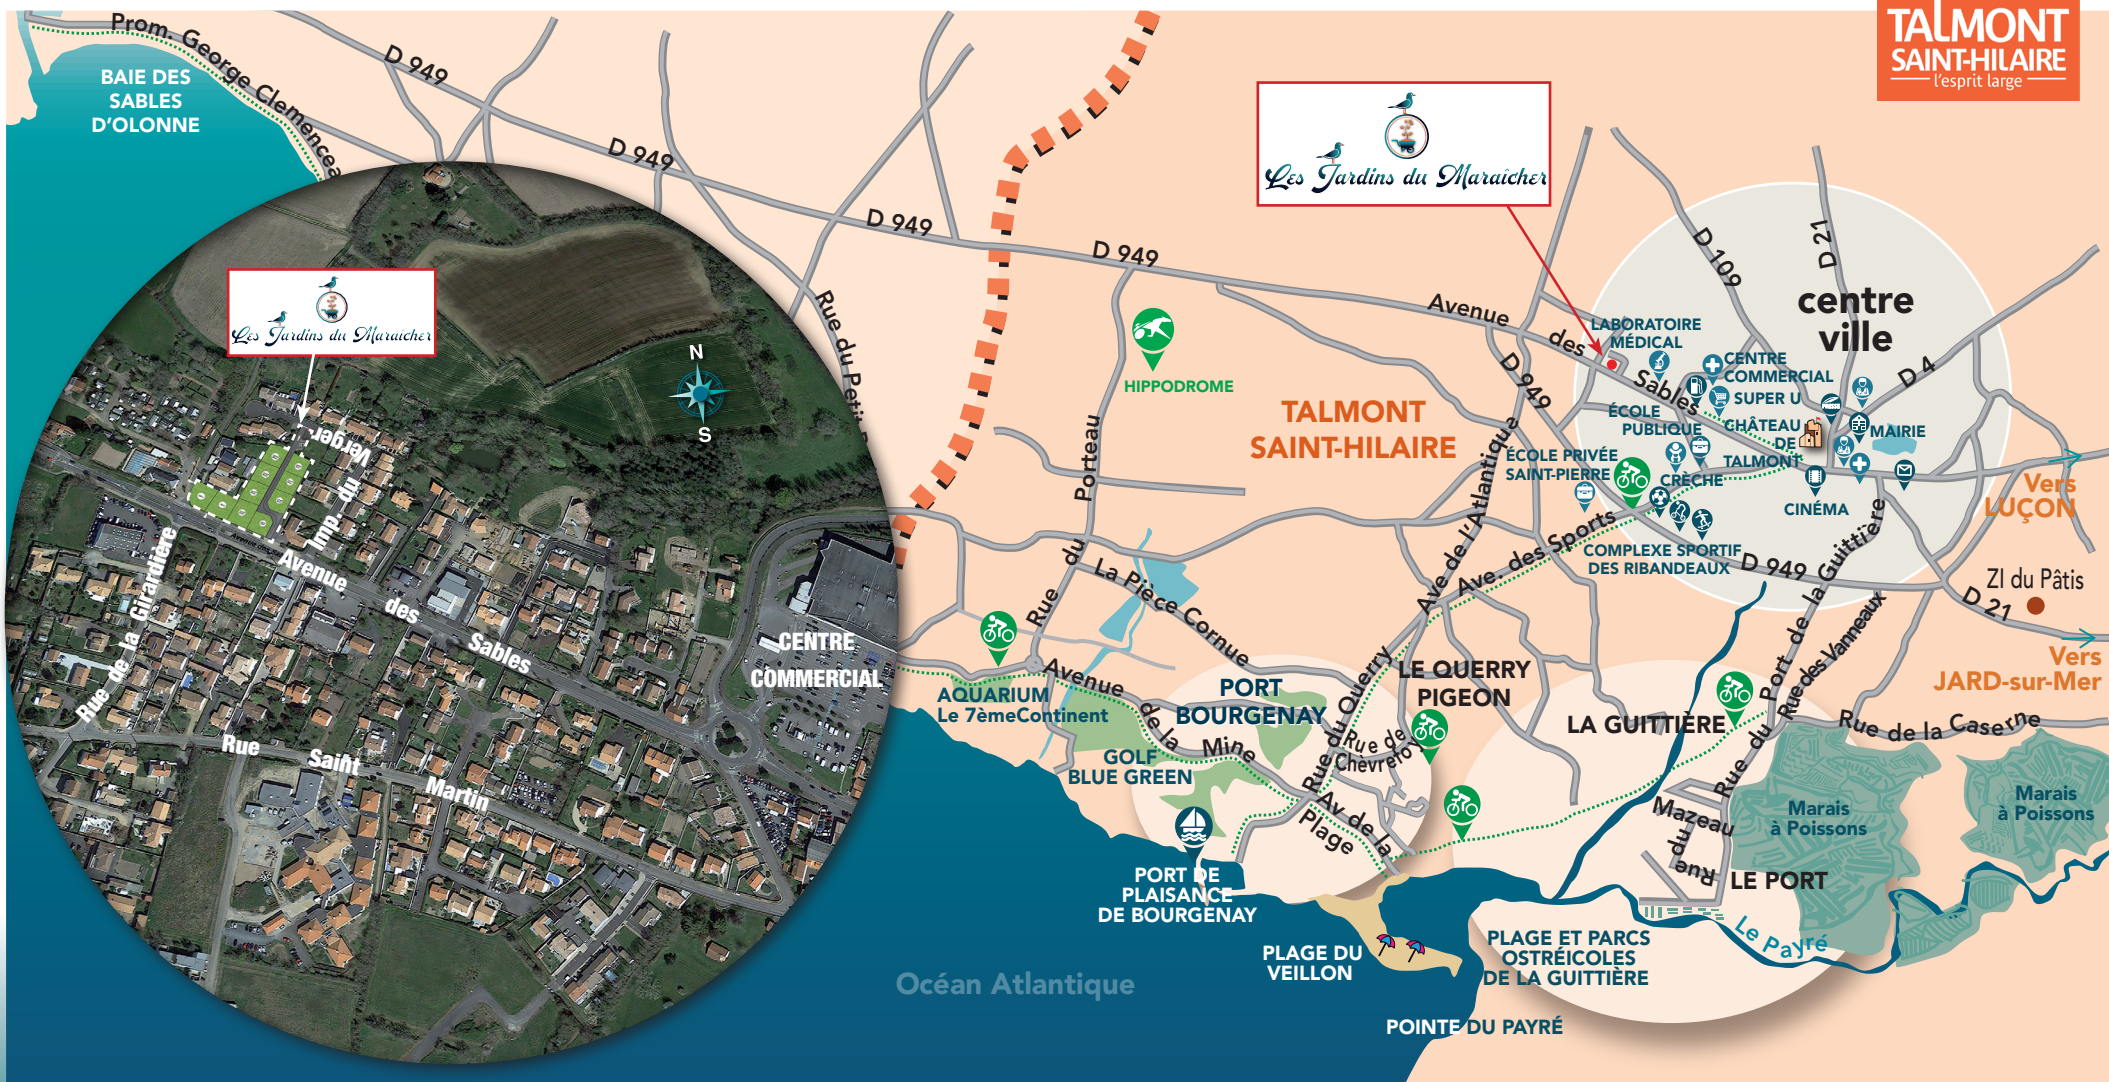 TALMONT
SAINT-HILAIRE
l'esprit large
Prom. George Clemenceau
BAIE DES
SABLES
D'OLONNE
D 949
D 949
D 949
D 949
Les Jardins du Maraîcher
Les Jardins du Maraîcher
N
S
Imp. du Verger
Avenue des Sables
Rue de la Girardière
Rue Saint Martin
CENTRE
COMMERCIAL
Rue du Petit
HIPPODROME
TALMONT
SAINT-HILAIRE
Avenue des Sables
D 949
D 109
D 21
centre
ville
D 4
LABORATOIRE
MÉDICAL
CENTRE
COMMERCIAL
SUPER U
PRESSE
ÉCOLE
PUBLIQUE
CHÂTEAU
DE
TALMONT
MAIRIE
ÉCOLE PRIVÉE
SAINT-PIERRE
CRÈCHE
CINÉMA
COMPLEXE SPORTIF
DES RIBANDEAUX
D 949
Vers
LUÇON
ZI du Pâtis
D 21
Vers
JARD-sur-Mer
Rue du Porteau
La Pièce Cornue
Ave de l'Atlantique
Ave. des Sports
Rue du Port de la Guittière
Rue des Vanneaux
Rue de la Caserne
AQUARIUM
Le 7èmeContinent
Avenue de la Mine
GOLF
BLUE GREEN
PORT
BOURGENAY
Rue du Querry
LE QUERRY
PIGEON
Rue de
Chevreroy
Av de la
Plage
LA GUITTIÈRE
Rue du Mazeau
LE PORT
Marais
à Poissons
Marais
à Poissons
PORT DE
PLAISANCE
DE BOURGENAY
PLAGE DU
VEILLON
PLAGE ET PARCS
OSTRÉICOLES
DE LA GUITTIÈRE
Le Payré
Océan Atlantique
POINTE DU PAYRÉ